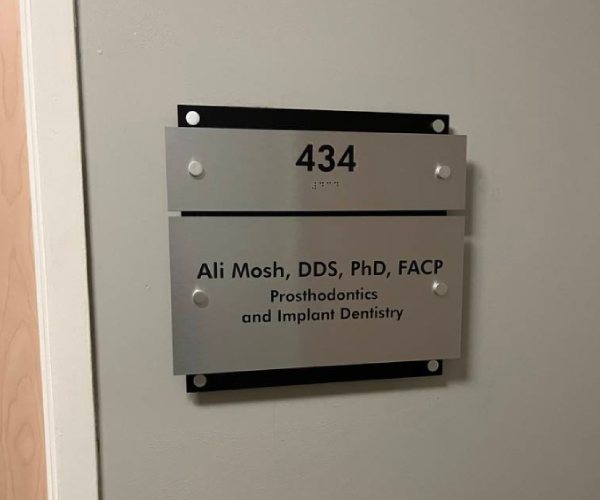 434
⠼⠙⠉⠙
Ali Mosh, DDS, PhD, FACP
Prosthodontics
and Implant Dentistry